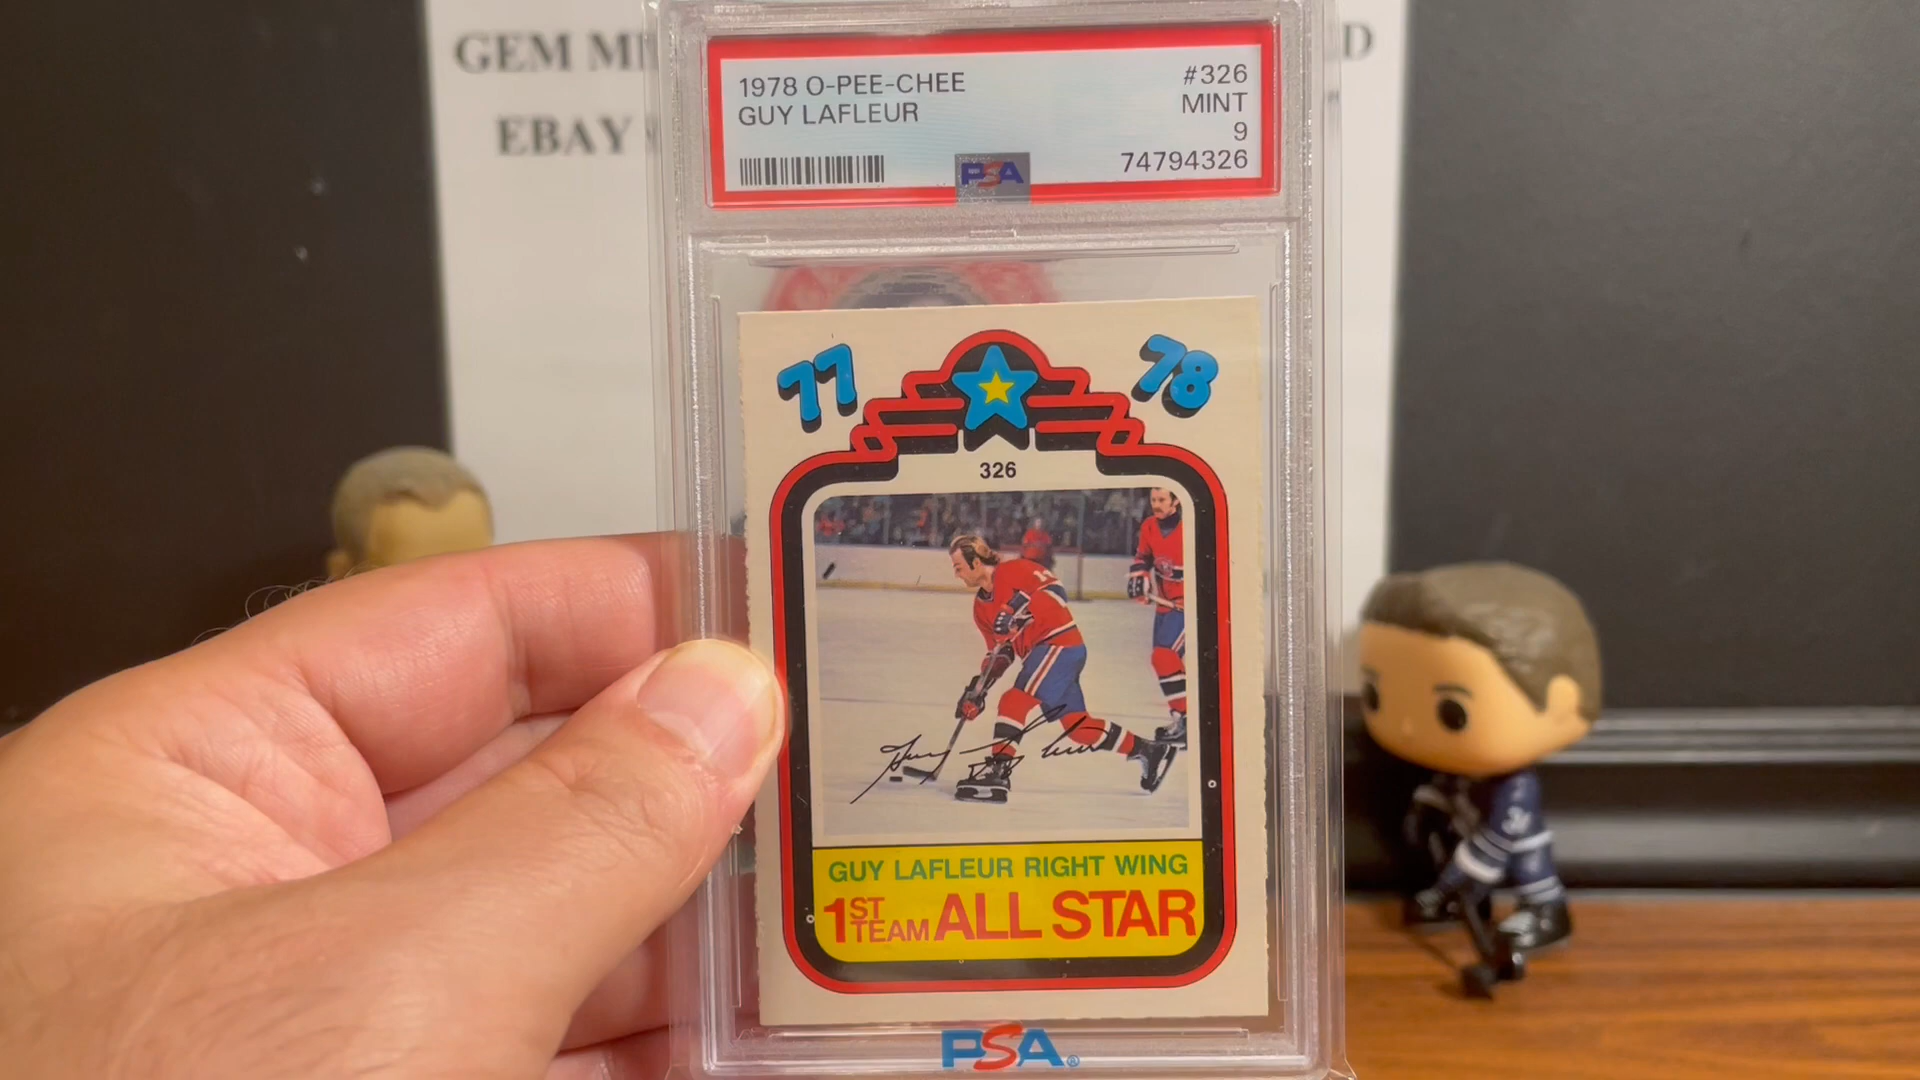 GEM MI
D
EBAY
1978 O-PEE-CHEE
#326
GUY LAFLEUR
MINT
9
74794326
PSA
77
78
326
GUY LAFLEUR RIGHT WING
1ST TEAM ALL STAR
34
PSA®